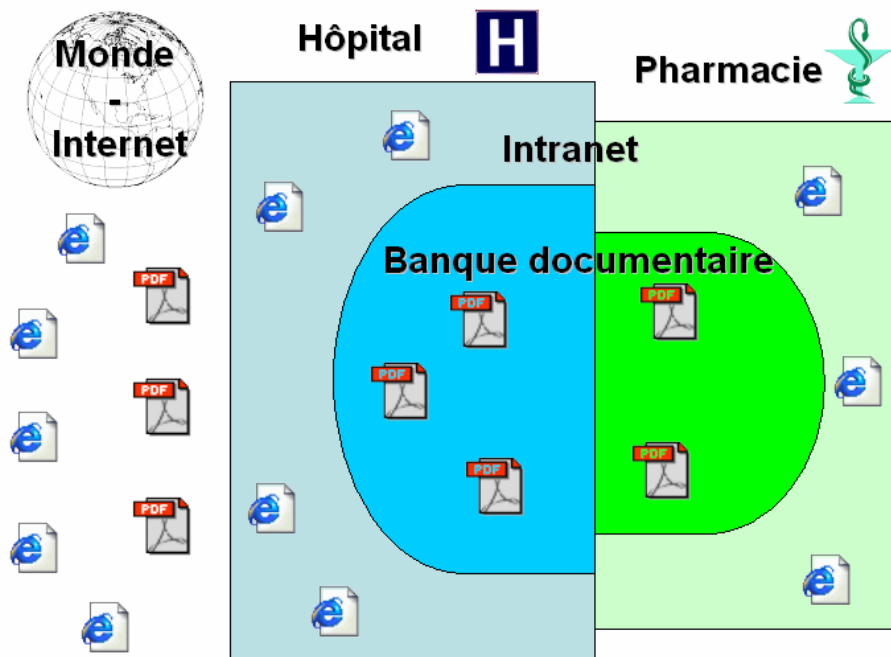 Monde
-
Internet
Hôpital
H
Pharmacie
Intranet
Banque documentaire
PDF
PDF
PDF
PDF
PDF
PDF
PDF
PDF